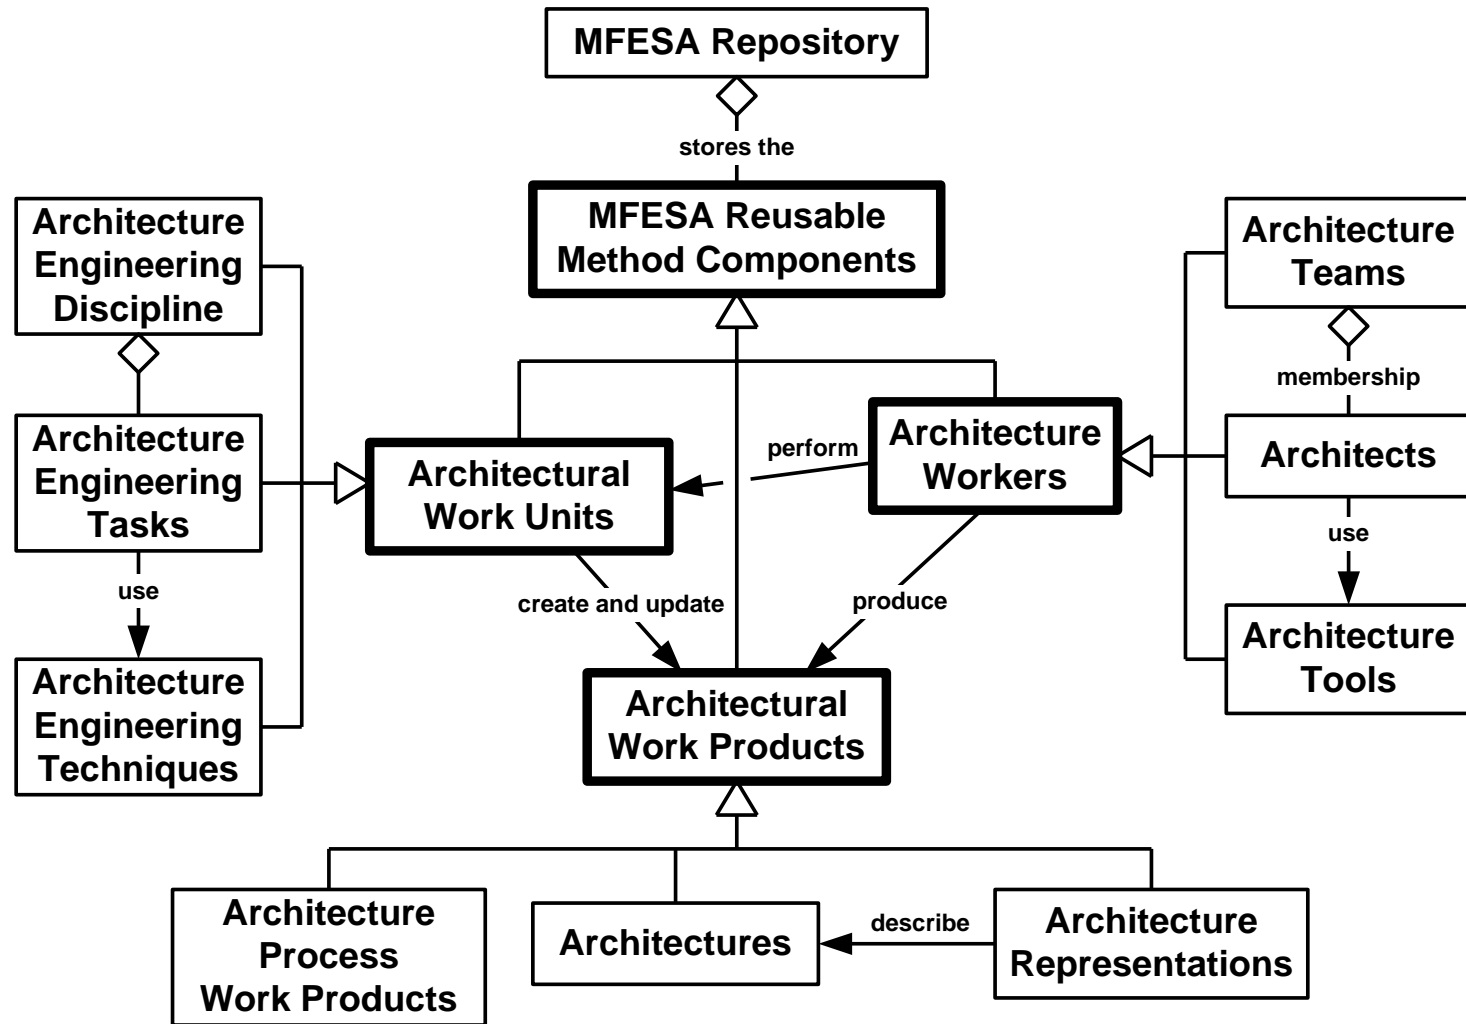 MFESA Repository
stores the
MFESA Reusable
Method Components
Architecture
Engineering
Discipline
Architecture
Teams
membership
Architecture
Engineering
Tasks
Architectural
Work Units
perform
Architecture
Workers
Architects
use
create and update
produce
use
Architecture
Engineering
Techniques
Architectural
Work Products
Architecture
Tools
Architecture
Process
Work Products
Architectures
describe
Architecture
Representations